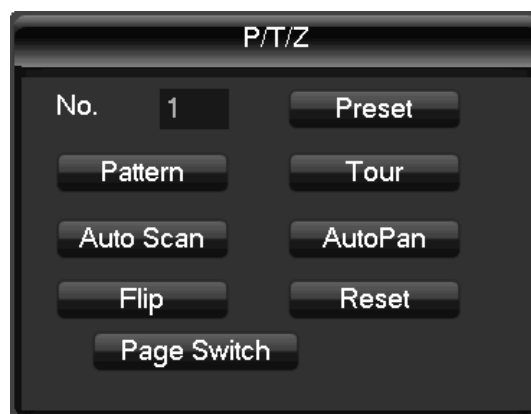 P/T/Z
No. 1 Preset
Pattern Tour
Auto Scan AutoPan
Flip Reset
Page Switch